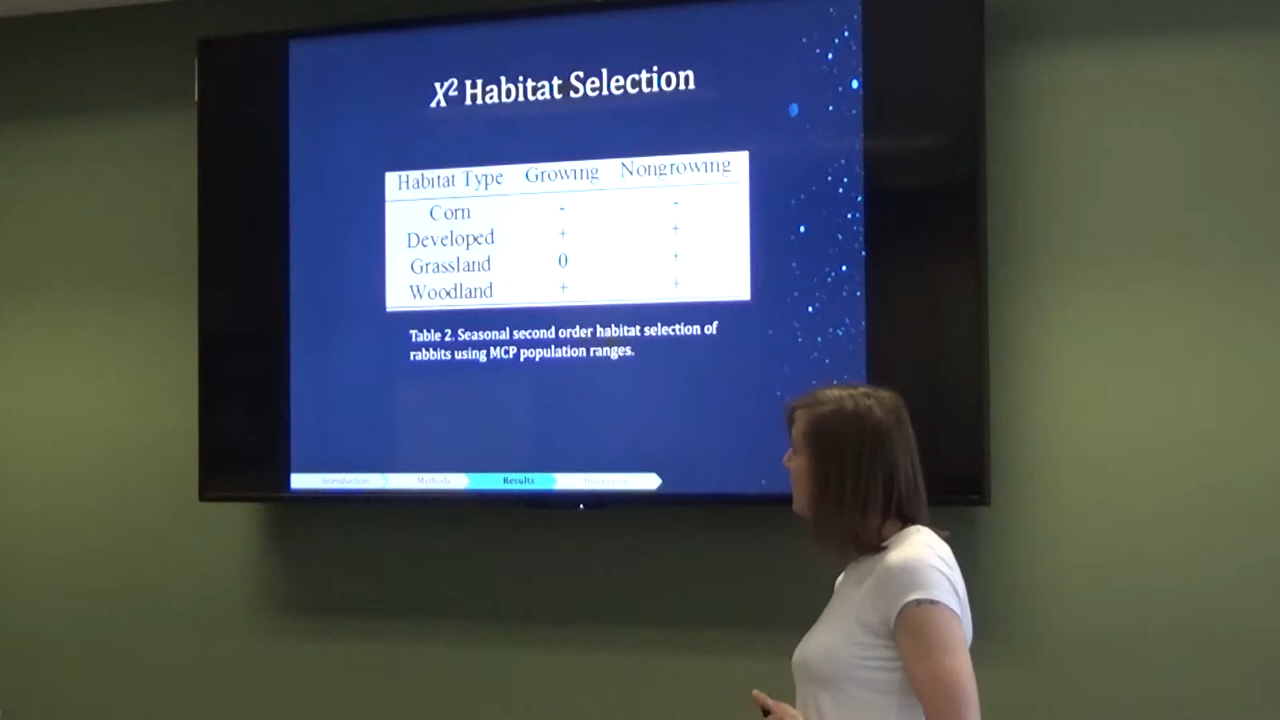 X² Habitat Selection
Habitat Type Growing Nongrowing
Corn - -
Developed + +
Grassland 0 +
Woodland + +
Table 2. Seasonal second order habitat selection of
rabbits using MCP population ranges.
Introduction Methods Results Discussion